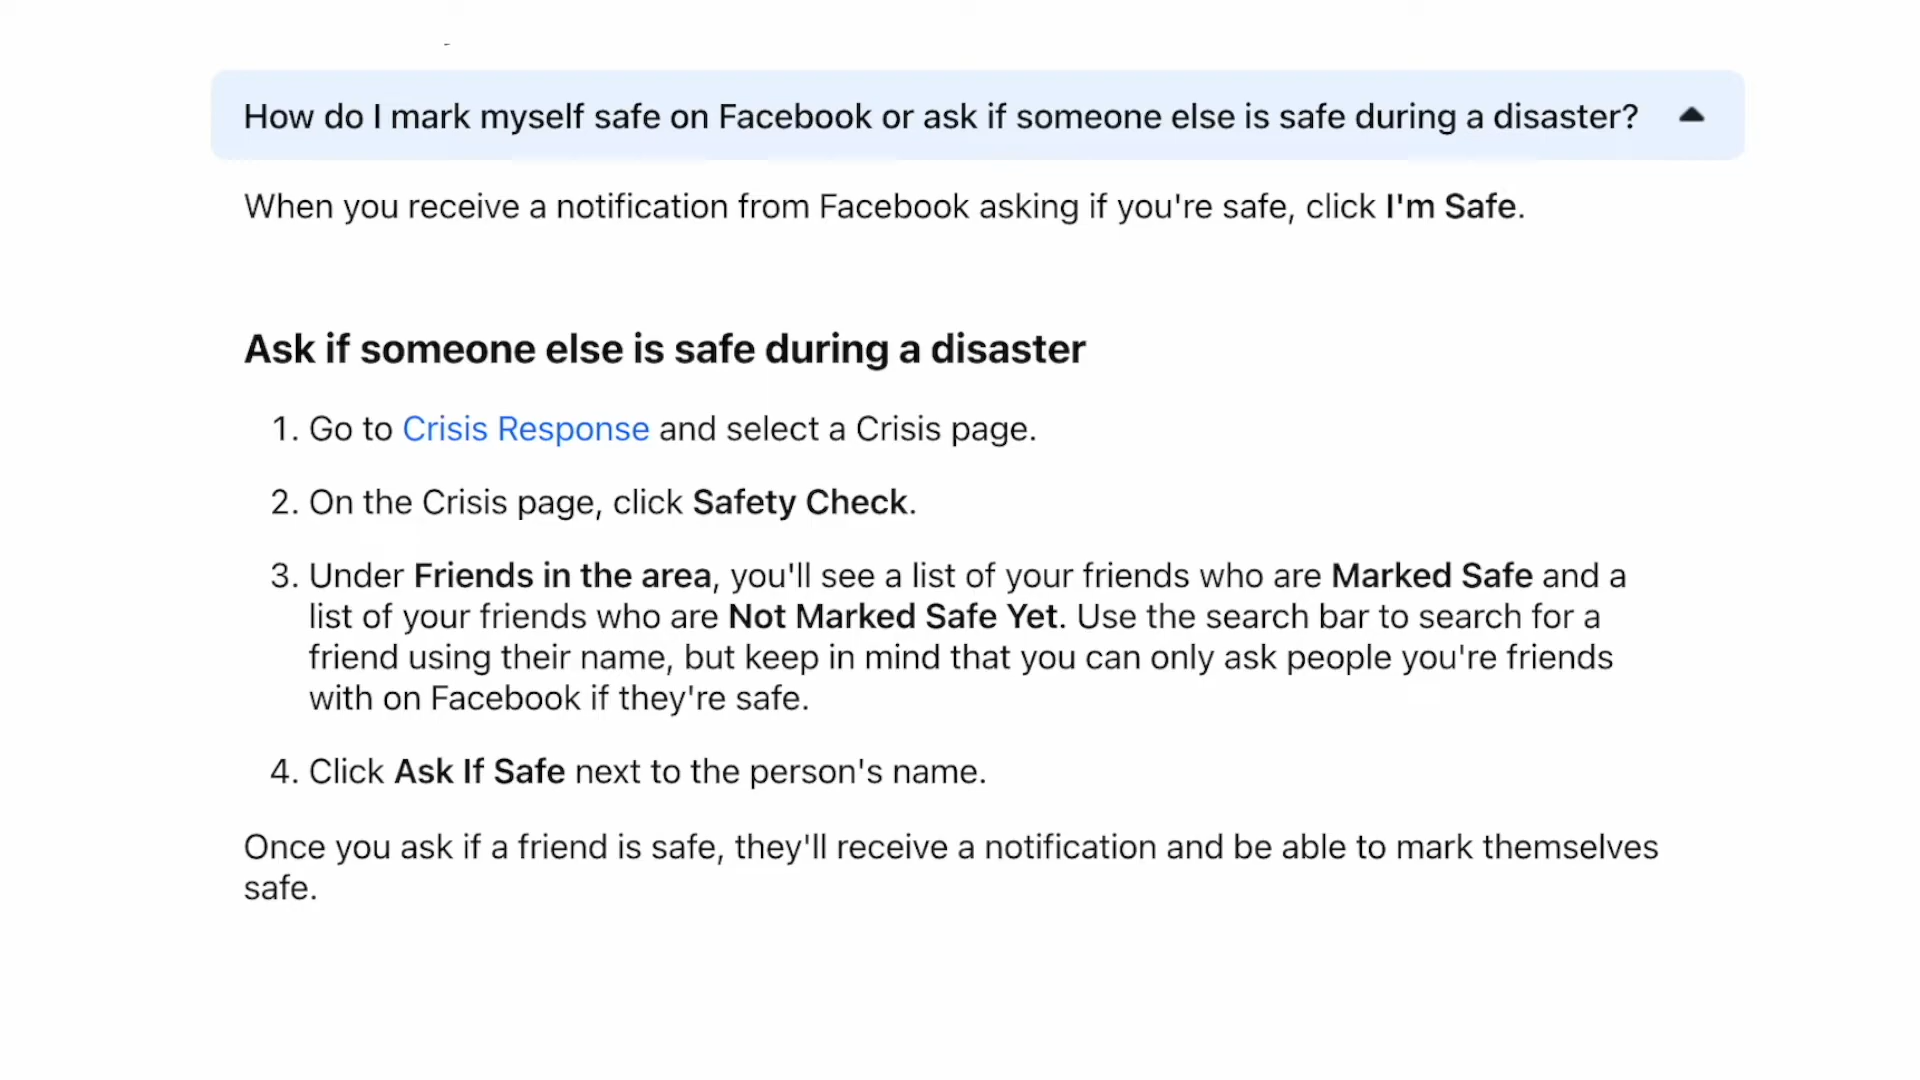 How do I mark myself safe on Facebook or ask if someone else is safe during a disaster?
When you receive a notification from Facebook asking if you're safe, click I'm Safe.
Ask if someone else is safe during a disaster
1. Go to Crisis Response and select a Crisis page.
2. On the Crisis page, click Safety Check.
3. Under Friends in the area, you'll see a list of your friends who are Marked Safe and a
list of your friends who are Not Marked Safe Yet. Use the search bar to search for a
friend using their name, but keep in mind that you can only ask people you're friends
with on Facebook if they're safe.
4. Click Ask If Safe next to the person's name.
Once you ask if a friend is safe, they'll receive a notification and be able to mark themselves
safe.